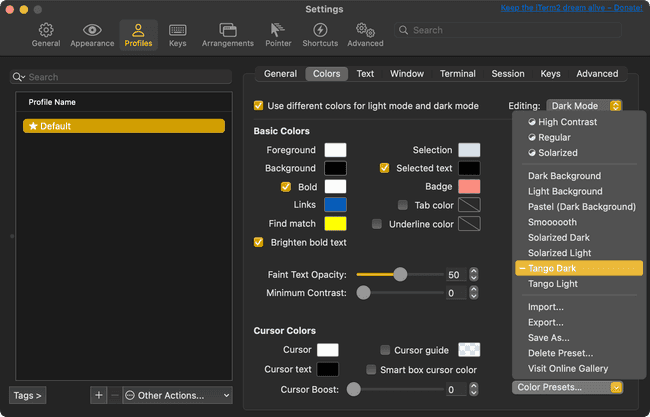 Settings
Keep the iTerm2 dream alive – Donate!
General Appearance Profiles Keys Arrangements Pointer Shortcuts Advanced
Search
Search
Profile Name
★ Default
Tags >
+ −
Other Actions...
General Colors Text Window Terminal Session Keys Advanced
Use different colors for light mode and dark mode
Editing: Dark Mode
Basic Colors
Foreground
Selection
Background
Selected text
Bold
Badge
Links
Tab color
Find match
Underline color
Brighten bold text
Faint Text Opacity: 50
Minimum Contrast: 0
Cursor Colors
Cursor
Cursor guide
Cursor text
Smart box cursor color
Cursor Boost: 0
High Contrast
Regular
Solarized
Dark Background
Light Background
Pastel (Dark Background)
Smoooooth
Solarized Dark
Solarized Light
− Tango Dark
Tango Light
Import...
Export...
Save As...
Delete Preset...
Visit Online Gallery
Color Presets...